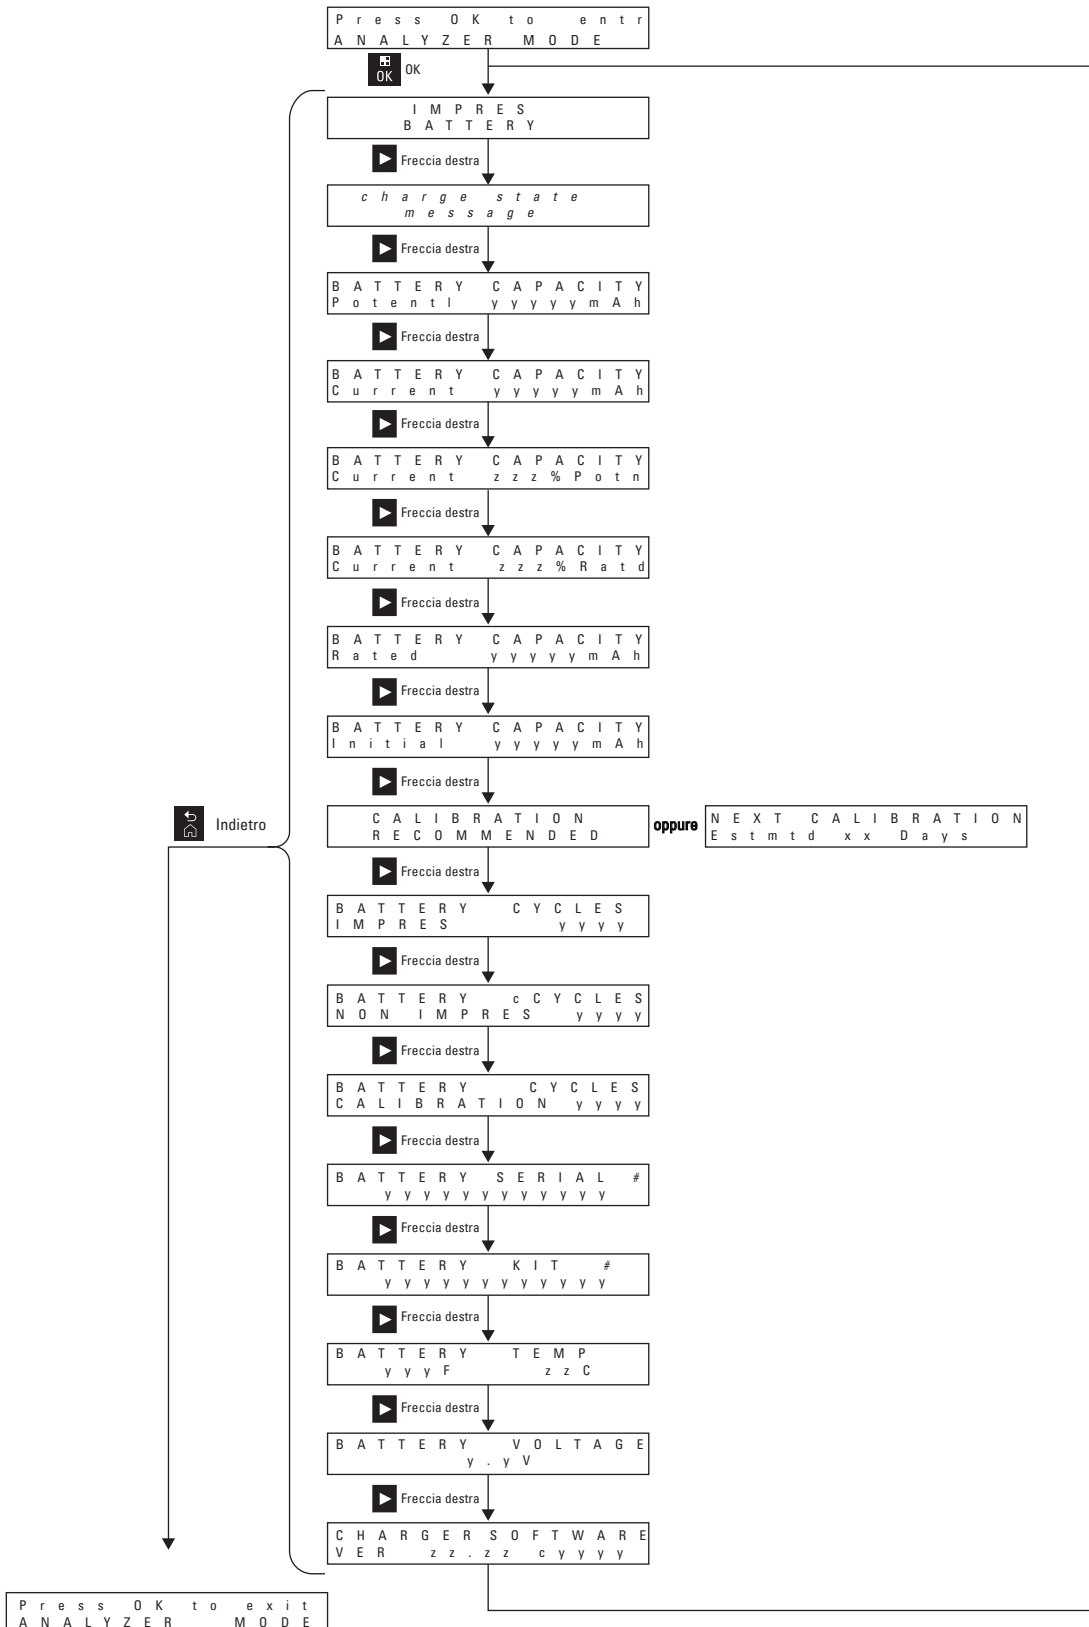 Press OK to entr
ANALYZER MODE
OK OK
IMPRES
BATTERY
Freccia destra
charge state
message
Freccia destra
BATTERY CAPACITY
Potentl yyyyymAh
Freccia destra
BATTERY CAPACITY
Current yyyyymAh
Freccia destra
BATTERY CAPACITY
Current zzz%Potn
Freccia destra
BATTERY CAPACITY
Current zzz%Ratd
Freccia destra
BATTERY CAPACITY
Rated yyyyymAh
Freccia destra
BATTERY CAPACITY
Initial yyyyymAh
Freccia destra
Indietro
CALIBRATION
RECOMMENDED
oppure
NEXT CALIBRATION
Estmtd xx Days
Freccia destra
BATTERY CYCLES
IMPRES yyyy
Freccia destra
BATTERY cCYCLES
NON IMPRES yyyy
Freccia destra
BATTERY CYCLES
CALIBRATION yyyy
Freccia destra
BATTERY SERIAL #
yyyyyyyyyyyy
Freccia destra
BATTERY KIT #
yyyyyyyyyyyy
Freccia destra
BATTERY TEMP
yyyF zzC
Freccia destra
BATTERY VOLTAGE
y.yV
Freccia destra
CHARGERSOFTWARE
VER zz.zz cyyyy
Press OK to exit
ANALYZER MODE